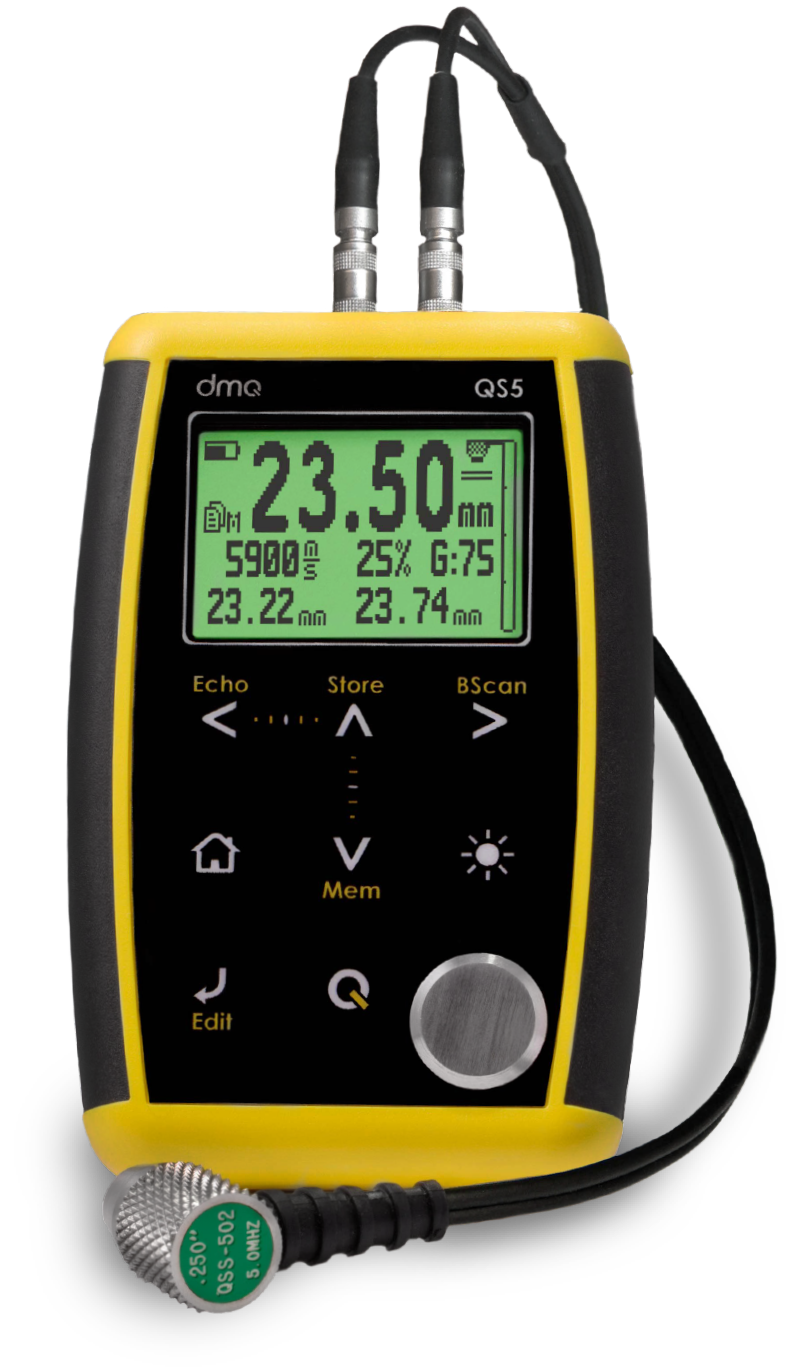 dmq QS5
23.50mm
M
5900m/s 25% G:75
23.22mm 23.74mm
Echo Store BScan
Mem
Edit
Q
.250"
QSS-502
5.0MHZ